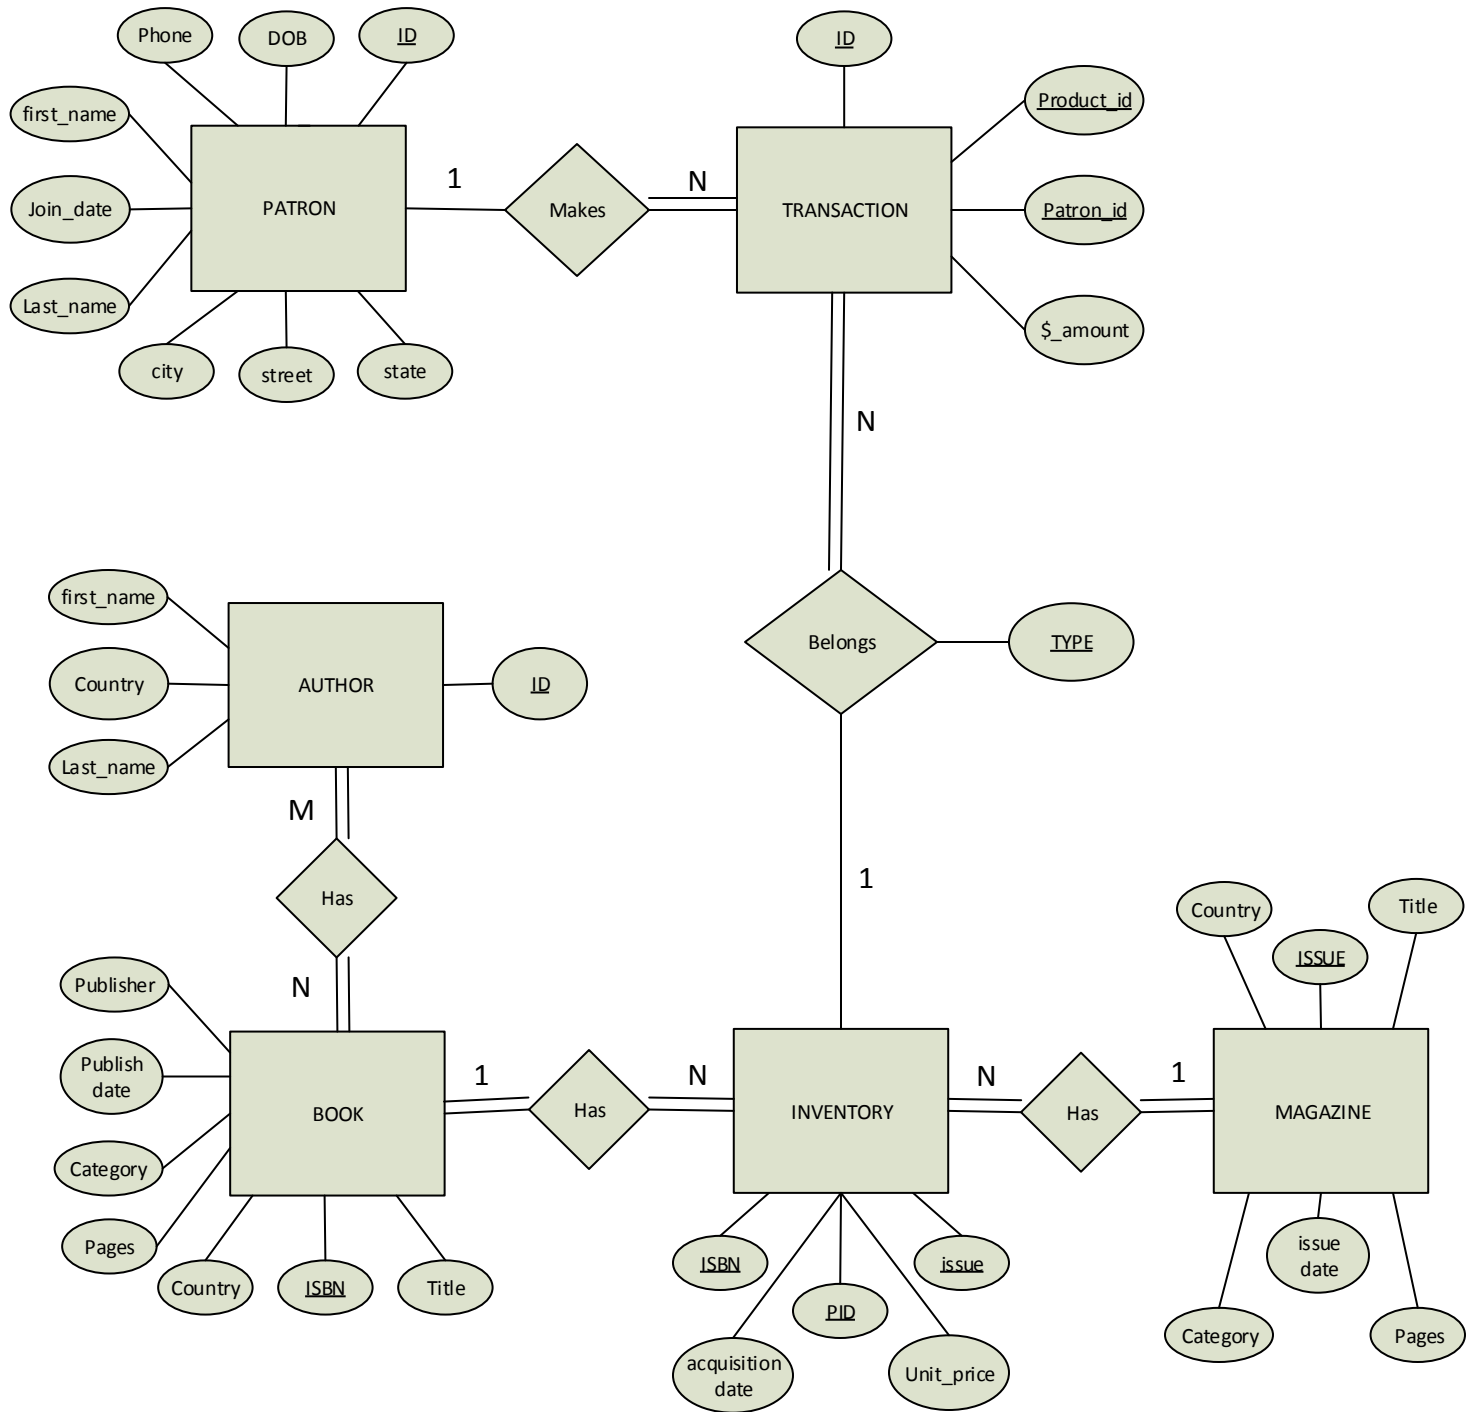 Phone
DOB
ID
first_name
Join_date
Last_name
PATRON
city
street
state
1
Makes
N
ID
Product_id
Patron_id
$_amount
TRANSACTION
N
Belongs
TYPE
1
first_name
Country
Last_name
AUTHOR
ID
M
Has
N
Publisher
Publish
date
Category
Pages
BOOK
Country
ISBN
Title
1
Has
N
INVENTORY
ISBN
acquisition
date
PID
Unit_price
issue
N
Has
1
Country
ISSUE
Title
MAGAZINE
Category
issue
date
Pages